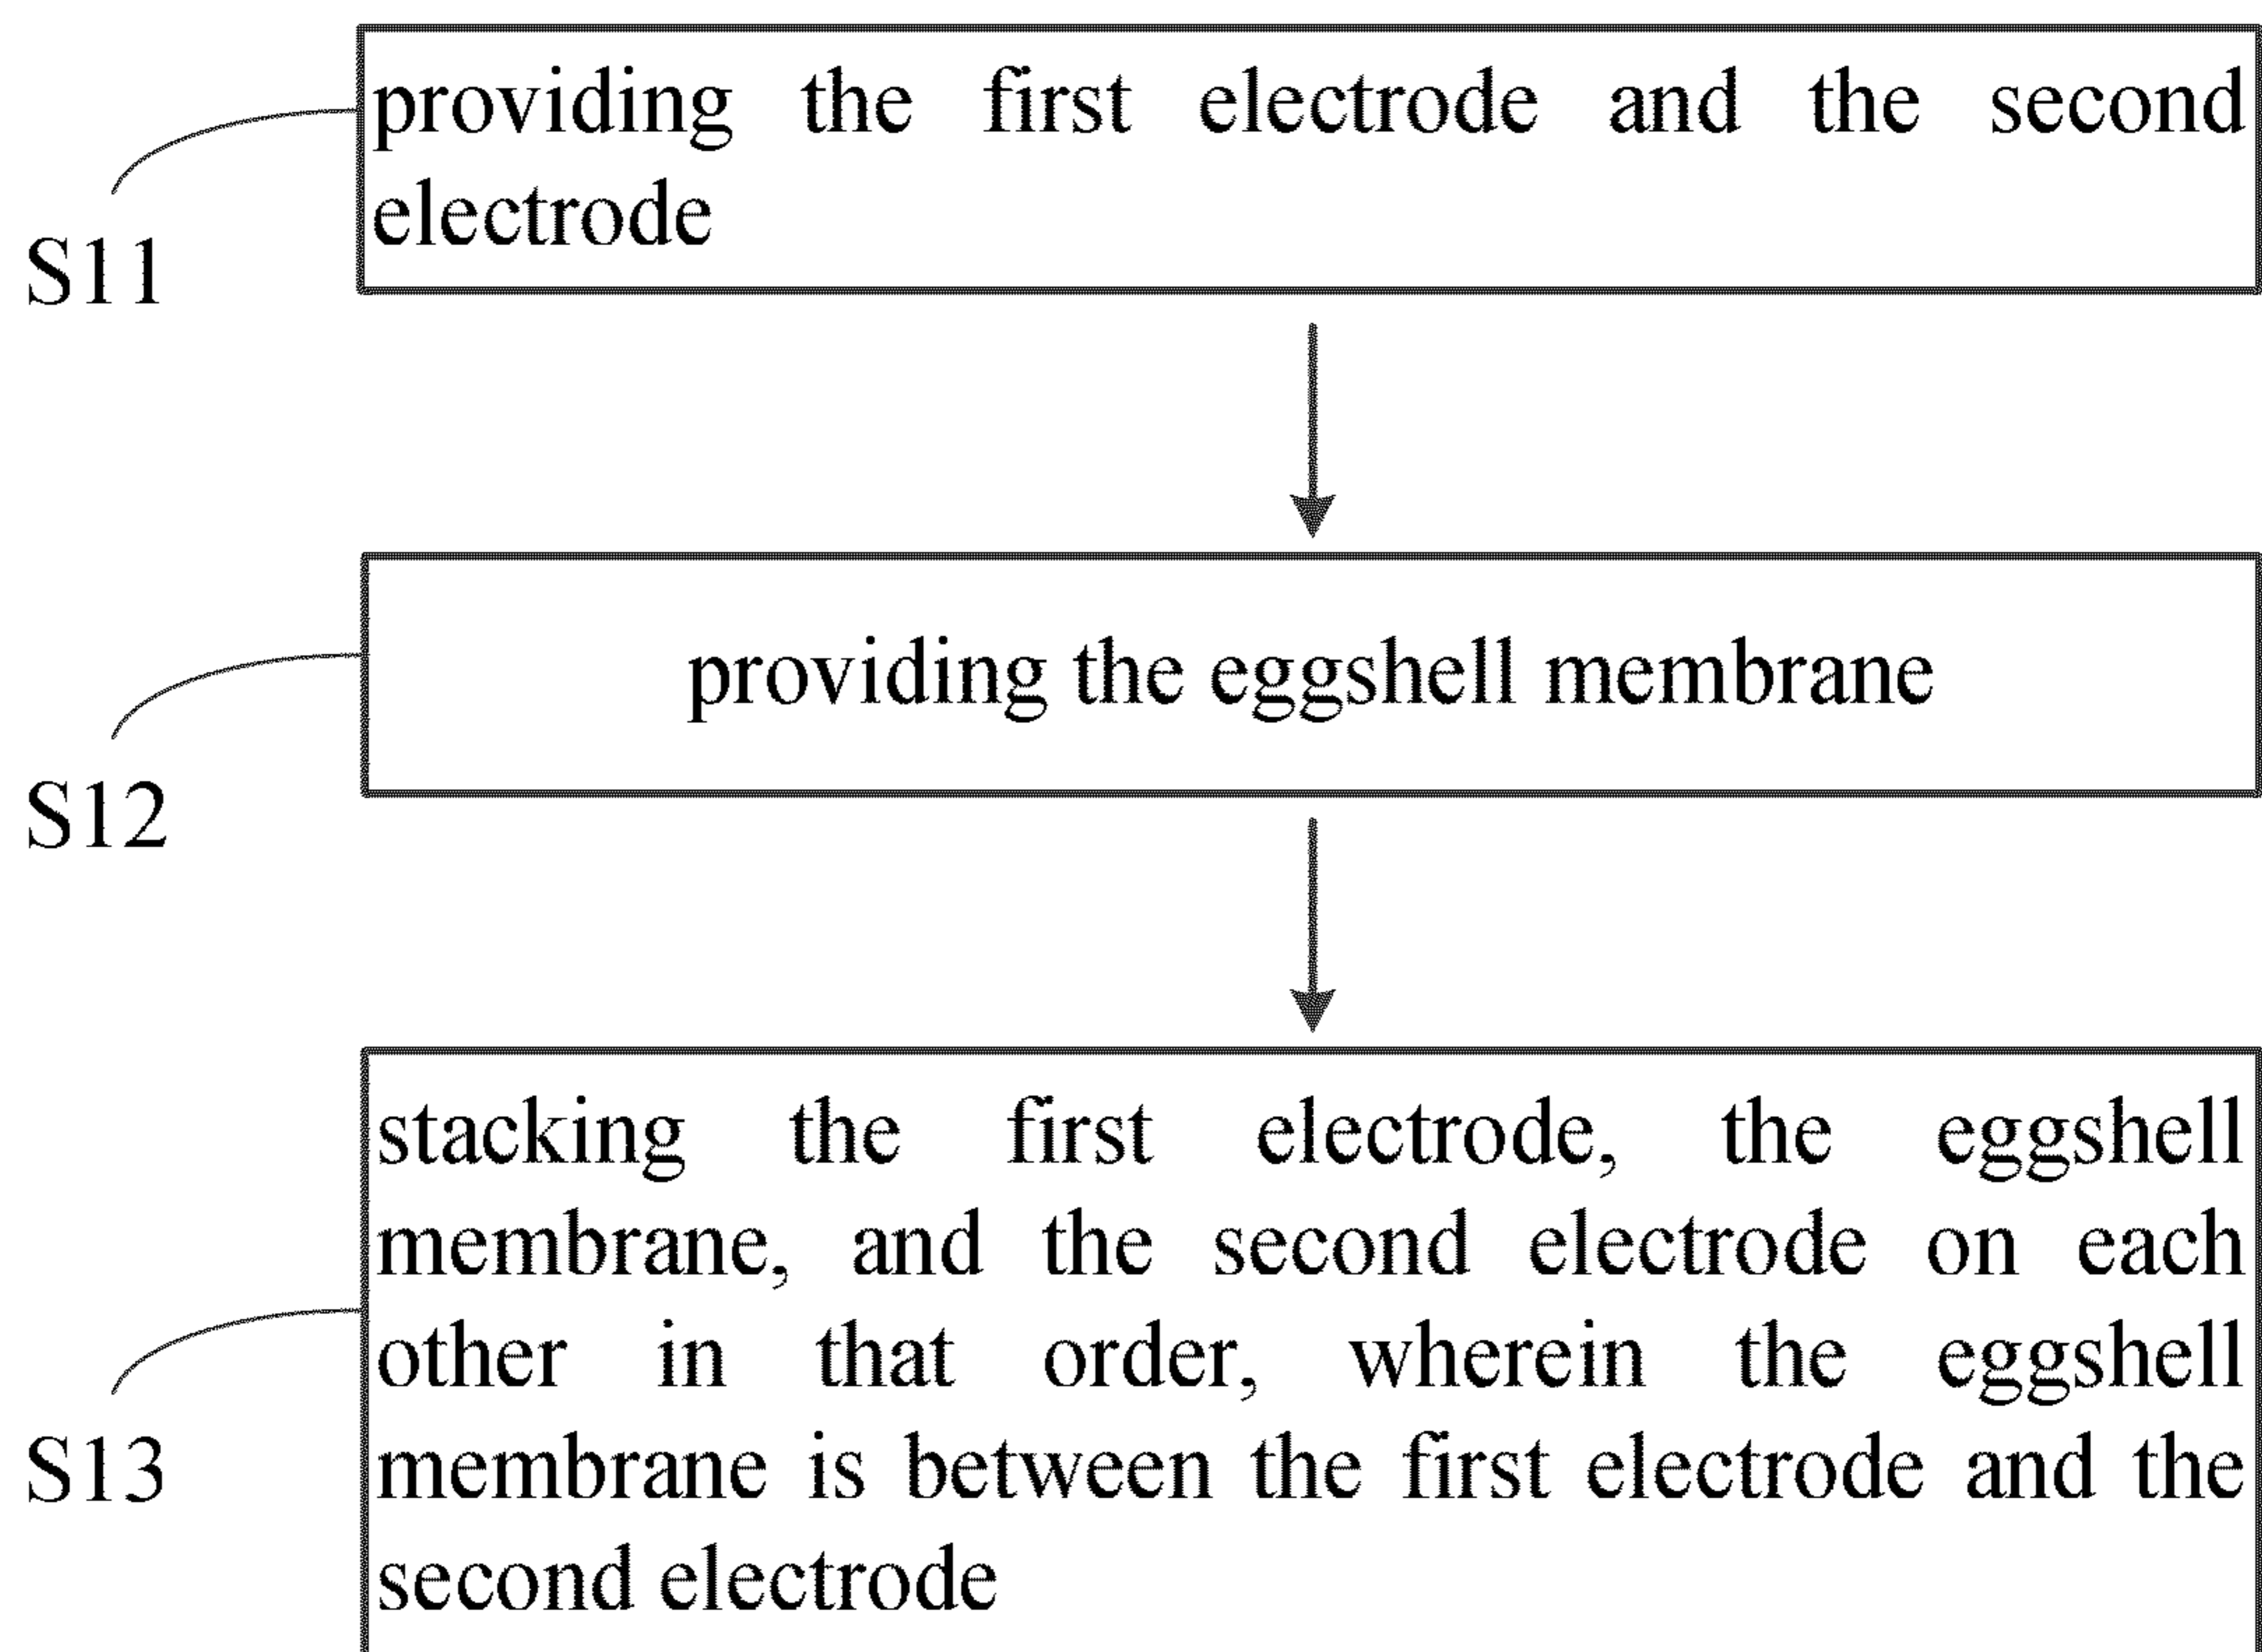 providing the first electrode and the second
electrode
S11
providing the eggshell membrane
S12
stacking the first electrode, the eggshell
membrane, and the second electrode on each
other in that order, wherein the eggshell
membrane is between the first electrode and the
second electrode
S13